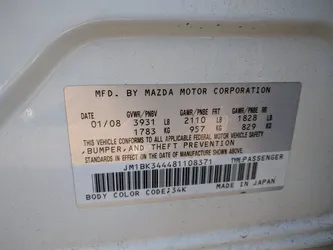 MFD. BY MAZDA MOTOR CORPORATION
GVWR/PNBV GAWR/PNBE FRT/AV GAWR/PNBE RR/AR
01/08 3931 LB 2110 LB 1828 LB
1783 KG 957 KG 829 KG
THIS VEHICLE CONFORMS TO ALL APPLICABLE FEDERAL MOTOR VEHICLE SAFETY,
BUMPER, AND THEFT PREVENTION
STANDARDS IN EFFECT ON THE DATE OF MANUFACTURE SHOWN ABOVE.
JM1BK344481108371 TYPE:PASSENGER
BODY COLOR CODE:34K MADE IN JAPAN